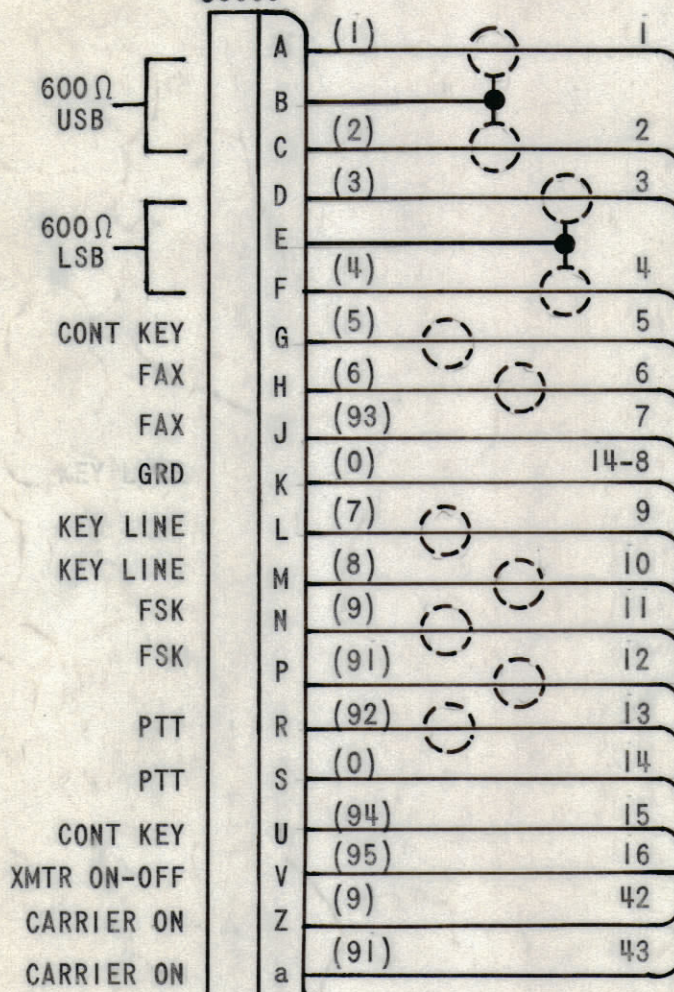 A (1) 1
600Ω
USB
B
C (2) 2
D (3) 3
600Ω
LSB
E
F (4) 4
CONT KEY G (5) 5
FAX H (6) 6
FAX J (93) 7
GRD K (0) 14-8
KEY LINE L (7) 9
KEY LINE M (8) 10
FSK N (9) 11
FSK P (91) 12
PTT R (92) 13
PTT S (0) 14
CONT KEY U (94) 15
XMTR ON-OFF V (95) 16
CARRIER ON Z (9) 42
CARRIER ON a (91) 43